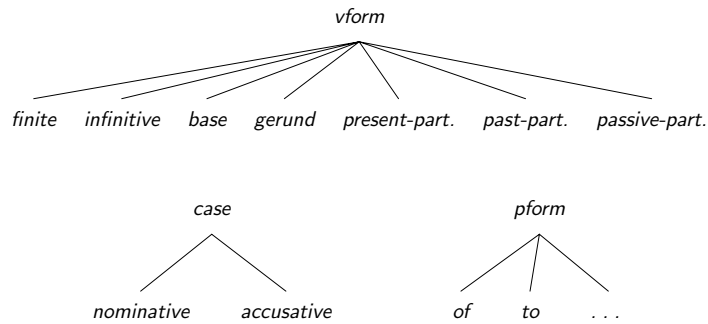 vform
finite infinitive base gerund present-part. past-part. passive-part.
case pform
nominative accusative of to . . .